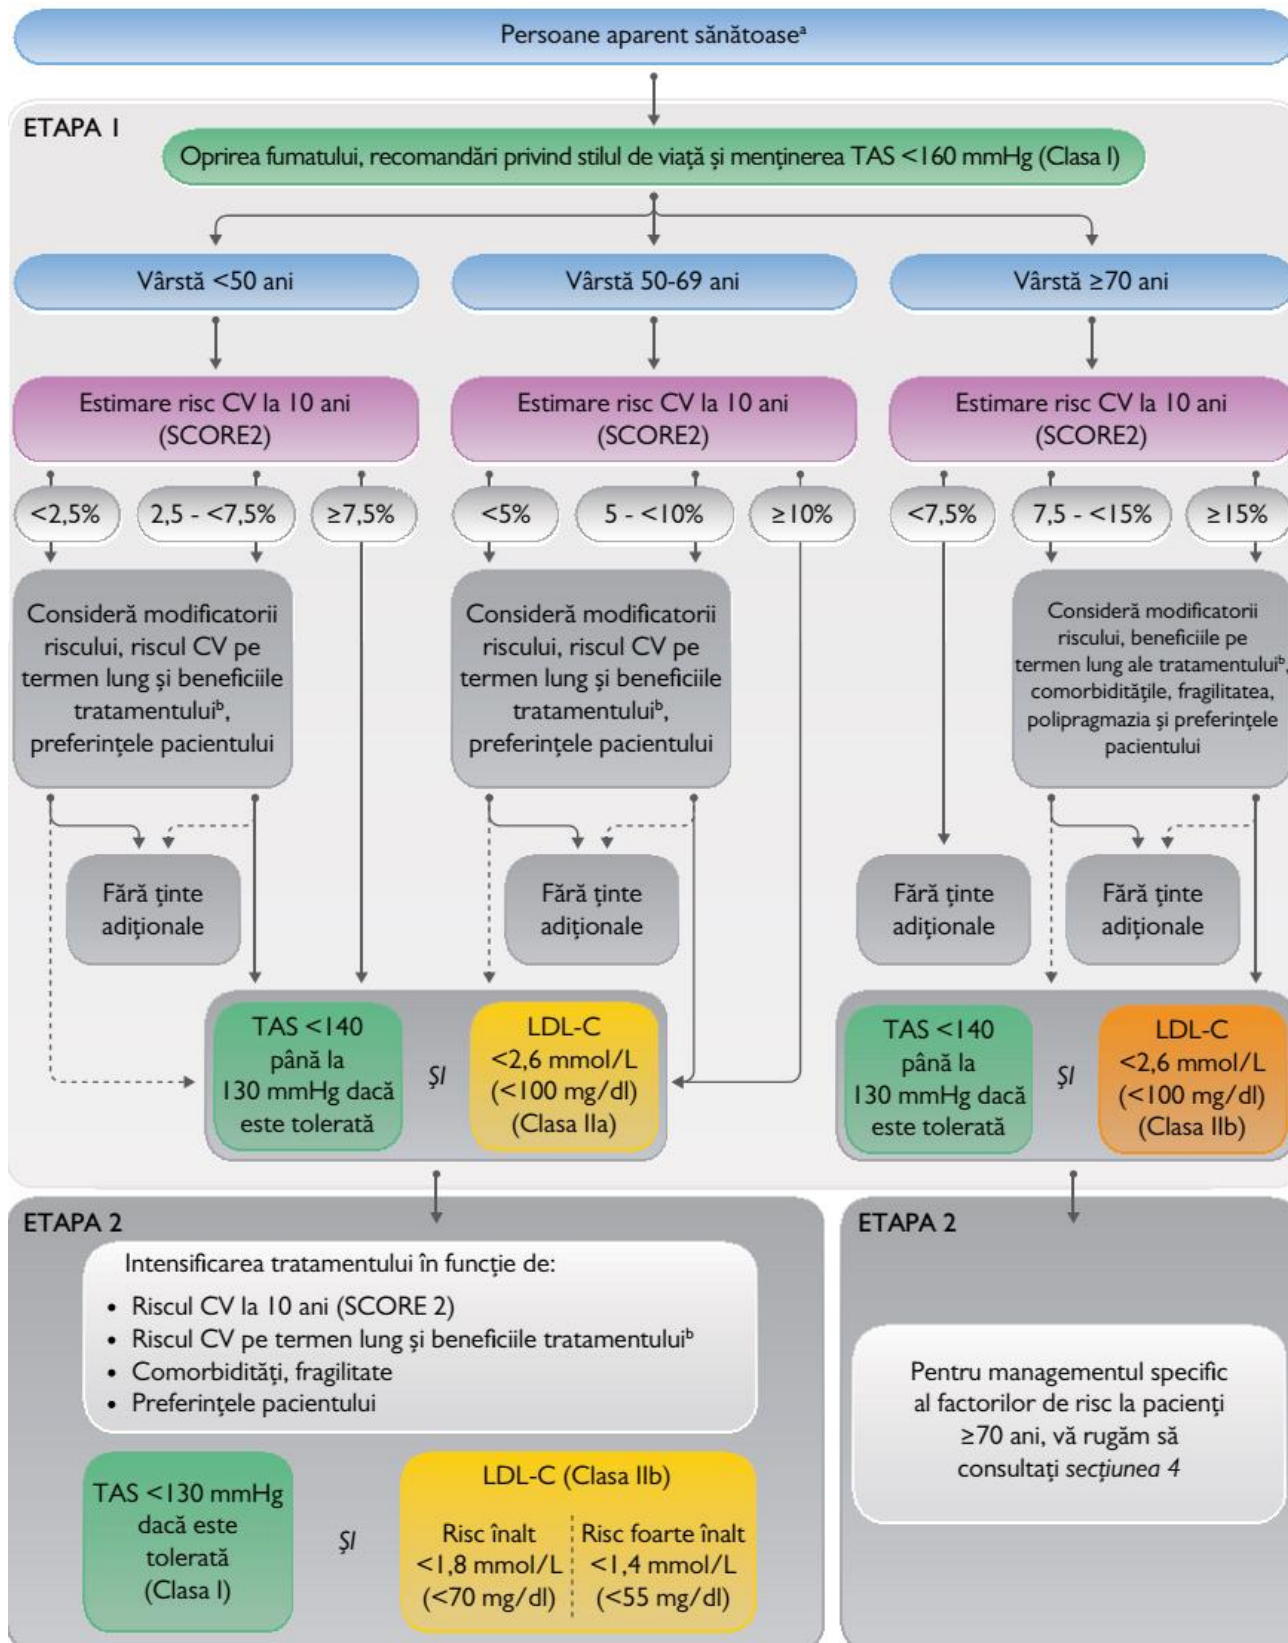 Persoane aparent sănătoaseᵃ
ETAPA 1
Oprirea fumatului, recomandări privind stilul de viață și menținerea TAS <160 mmHg (Clasa I)
Vârstă <50 ani
Vârstă 50-69 ani
Vârstă ≥70 ani
Estimare risc CV la 10 ani
(SCORE2)
Estimare risc CV la 10 ani
(SCORE2)
Estimare risc CV la 10 ani
(SCORE2)
<2,5%
2,5 - <7,5%
≥7,5%
<5%
5 - <10%
≥10%
<7,5%
7,5 - <15%
≥15%
Consideră modificatorii
riscului, riscul CV pe
termen lung și beneficiile
tratamentuluiᵇ,
preferințele pacientului
Consideră modificatorii
riscului, riscul CV pe
termen lung și beneficiile
tratamentuluiᵇ,
preferințele pacientului
Consideră modificatorii
riscului, beneficiile pe
termen lung ale tratamentuluiᵇ,
comorbiditățile, fragilitatea,
polipragmazia și preferințele
pacientului
Fără ținte
adiționale
Fără ținte
adiționale
Fără ținte
adiționale
Fără ținte
adiționale
TAS <140
până la
130 mmHg dacă
este tolerată
ȘI
LDL-C
<2,6 mmol/L
(<100 mg/dl)
(Clasa IIa)
TAS <140
până la
130 mmHg dacă
este tolerată
ȘI
LDL-C
<2,6 mmol/L
(<100 mg/dl)
(Clasa IIb)
ETAPA 2
Intensificarea tratamentului în funcție de:
• Riscul CV la 10 ani (SCORE 2)
• Riscul CV pe termen lung și beneficiile tratamentuluiᵇ
• Comorbidități, fragilitate
• Preferințele pacientului
TAS <130 mmHg
dacă este
tolerată
(Clasa I)
ȘI
LDL-C (Clasa IIb)
Risc înalt
<1,8 mmol/L
(<70 mg/dl)
Risc foarte înalt
<1,4 mmol/L
(<55 mg/dl)
ETAPA 2
Pentru managementul specific
al factorilor de risc la pacienți
≥70 ani, vă rugăm să
consultați secțiunea 4